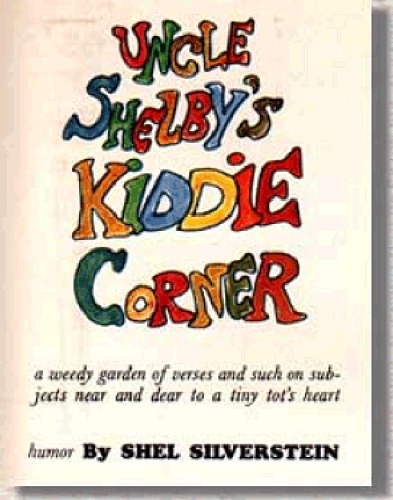 UNCLE
SHELBY'S
KiDDiE
CORNER
a weedy garden of verses and such on sub-
jects near and dear to a tiny tot's heart
humor By SHEL SILVERSTEIN